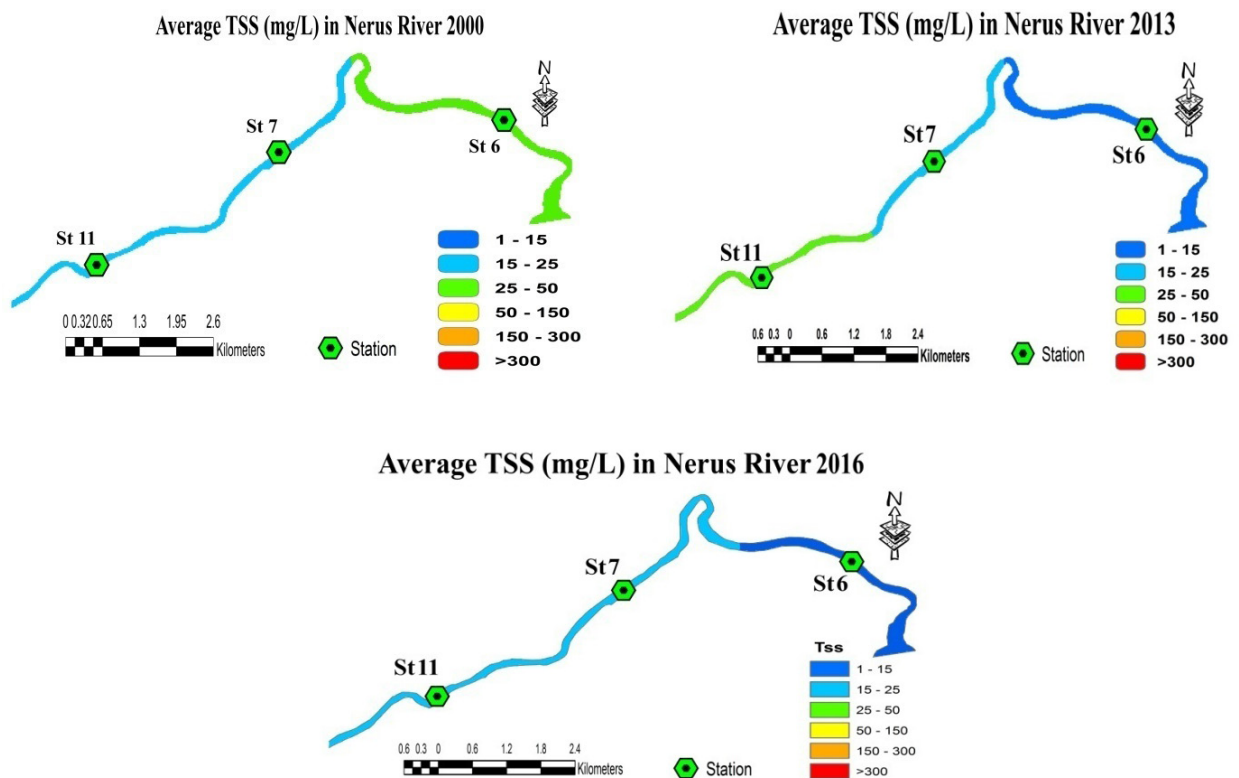 Average TSS (mg/L) in Nerus River 2000
N
St 7
St 6
St 11
1 - 15
15 - 25
25 - 50
50 - 150
150 - 300
>300
0 0.32 0.65 1.3 1.95 2.6
Kilometers
Station
Average TSS (mg/L) in Nerus River 2013
N
St7
St6
St11
1 - 15
15 - 25
25 - 50
50 - 150
150 - 300
>300
0.6 0.3 0 0.6 1.2 1.8 2.4
Kilometers
Station
Average TSS (mg/L) in Nerus River 2016
N
St7
St6
St11
Tss
1 - 15
15 - 25
25 - 50
50 - 150
150 - 300
>300
0.6 0.3 0 0.6 1.2 1.8 2.4
Kilometers
Station